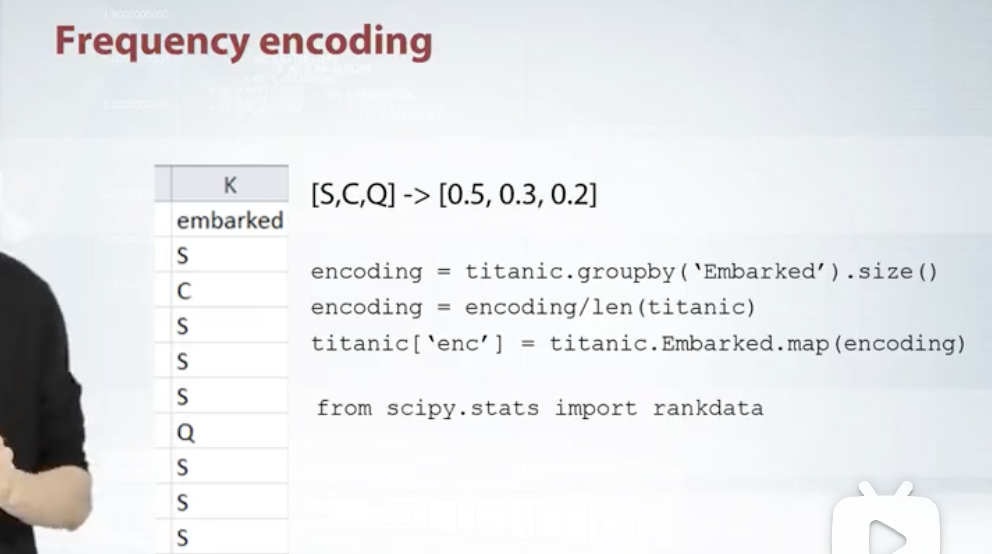 Frequency encoding
K
embarked
S
C
S
S
S
Q
S
S
S
[S,C,Q] -> [0.5, 0.3, 0.2]
encoding = titanic.groupby(‘Embarked’).size()
encoding = encoding/len(titanic)
titanic[‘enc’] = titanic.Embarked.map(encoding)
from scipy.stats import rankdata